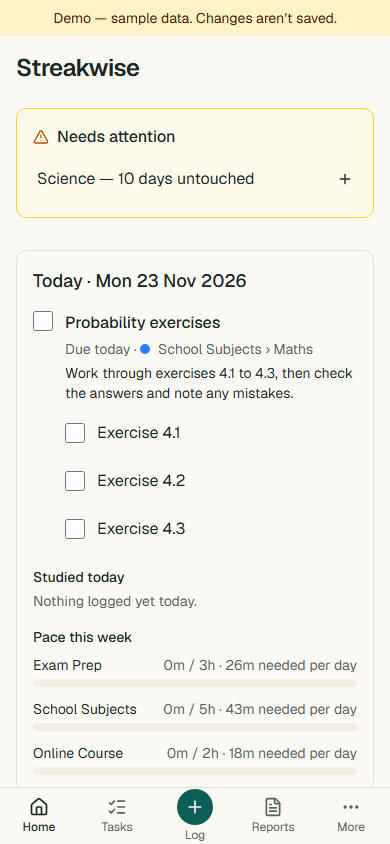 Demo — sample data. Changes aren't saved.
Streakwise
Needs attention
Science — 10 days untouched
Today · Mon 23 Nov 2026
Probability exercises
Due today · School Subjects › Maths
Work through exercises 4.1 to 4.3, then check
the answers and note any mistakes.
Exercise 4.1
Exercise 4.2
Exercise 4.3
Studied today
Nothing logged yet today.
Pace this week
Exam Prep 0m / 3h · 26m needed per day
School Subjects 0m / 5h · 43m needed per day
Online Course 0m / 2h · 18m needed per day
Home Tasks Log Reports More